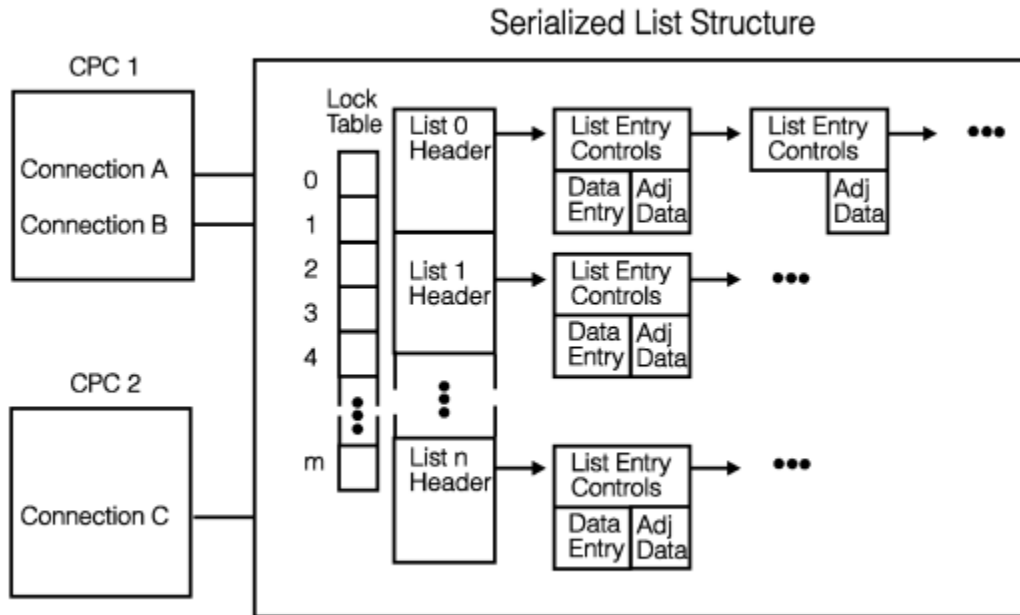 Serialized List Structure
CPC 1
Connection A
Connection B
CPC 2
Connection C
Lock
Table
0
1
2
3
4
m
List 0
Header
List Entry
Controls
Data
Entry
Adj
Data
List Entry
Controls
Adj
Data
List 1
Header
List Entry
Controls
Data
Entry
Adj
Data
List n
Header
List Entry
Controls
Data
Entry
Adj
Data